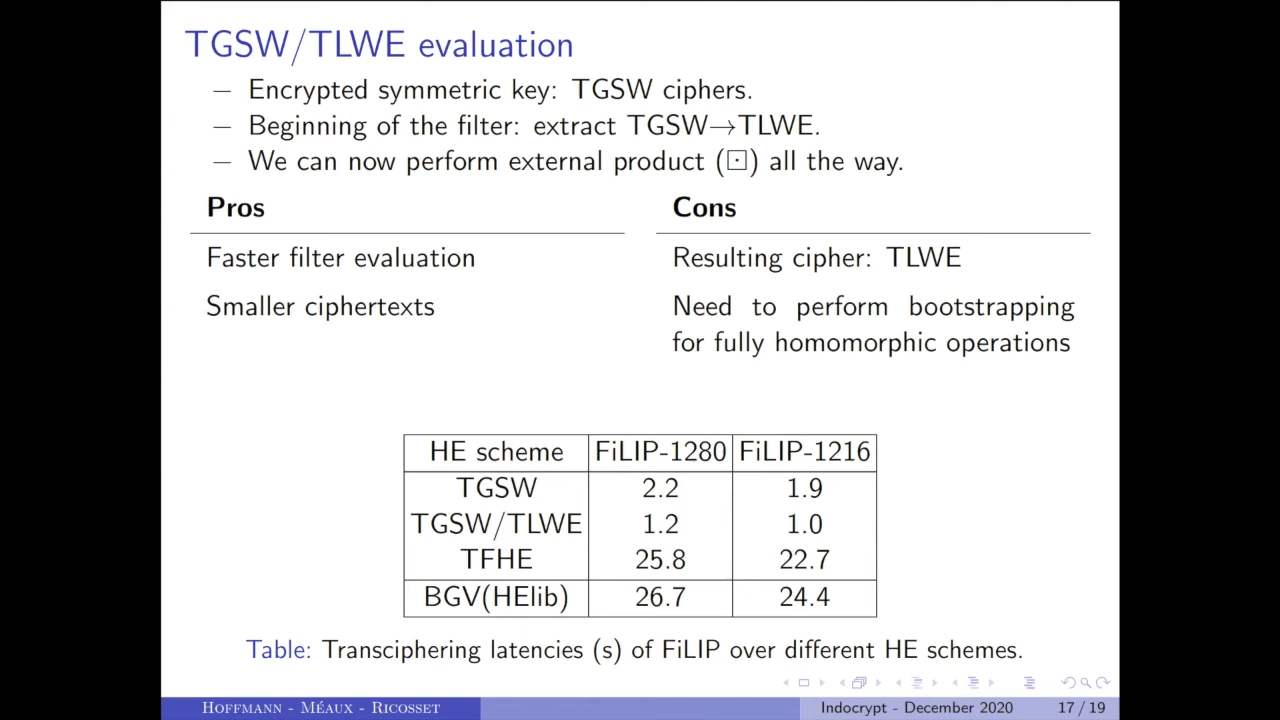 TGSW/TLWE evaluation
— Encrypted symmetric key: TGSW ciphers.
— Beginning of the filter: extract TGSW→TLWE.
— We can now perform external product (⊡) all the way.
Pros
Faster filter evaluation
Smaller ciphertexts
Cons
Resulting cipher: TLWE
Need to perform bootstrapping
for fully homomorphic operations
HE scheme FiLIP-1280 FiLIP-1216
TGSW 2.2 1.9
TGSW/TLWE 1.2 1.0
TFHE 25.8 22.7
BGV(HElib) 26.7 24.4
Table: Transciphering latencies (s) of FiLIP over different HE schemes.
Hoffmann - Méaux - Ricosset Indocrypt - December 2020 17 / 19